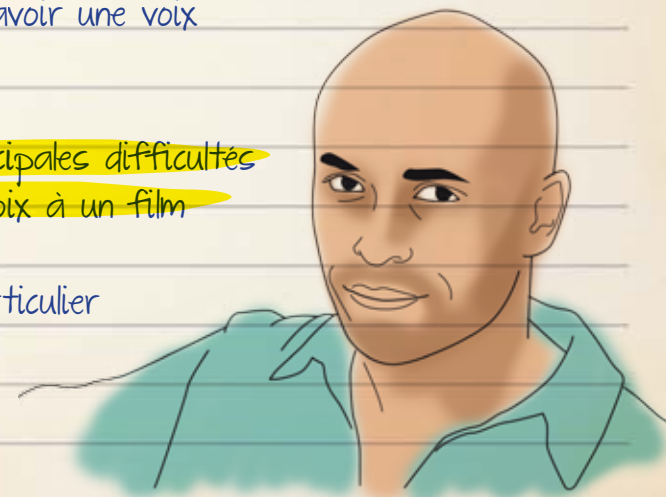 avoir une voix
cipales difficultés
oix à un film
ticulier